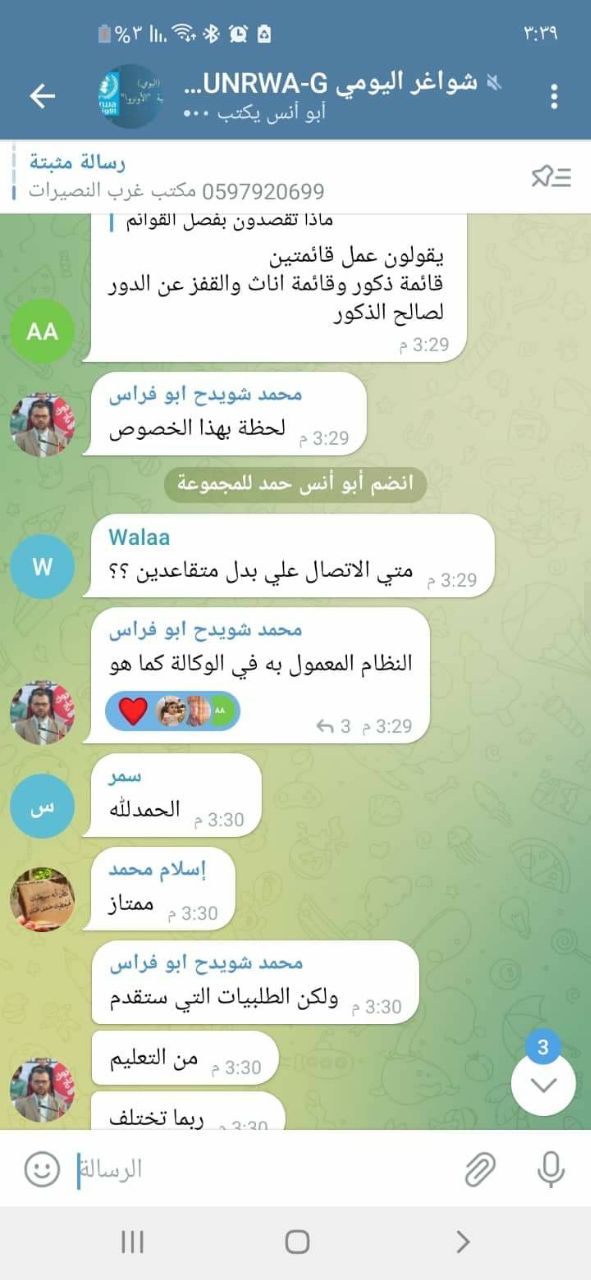 ٣:٣٩
%٣
شواغر اليومي UNRWA-G...
أبو أنس يكتب
رسالة مثبتة
0597920699 مكتب غرب النصيرات
ماذا تقصدون بفصل القوائم
يقولون عمل قائمتين
قائمة ذكور وقائمة اناث والقفز عن الدور
لصالح الذكور
3:29 م
AA
محمد شويدح ابو فراس
لحظة بهذا الخصوص
3:29 م
انضم أبو أنس حمد للمجموعة
Walaa
متي الاتصال علي بدل متقاعدين ؟؟
3:29 م
W
محمد شويدح ابو فراس
النظام المعمول به في الوكالة كما هو
AA
3 3:29 م
سمر
الحمدلله
3:30 م
س
إسلام محمد
ممتاز
3:30 م
محمد شويدح ابو فراس
ولكن الطلبيات التي ستقدم
3:30 م
من التعليم
3:30 م
ربما تختلف
3:30
3
الرسالة